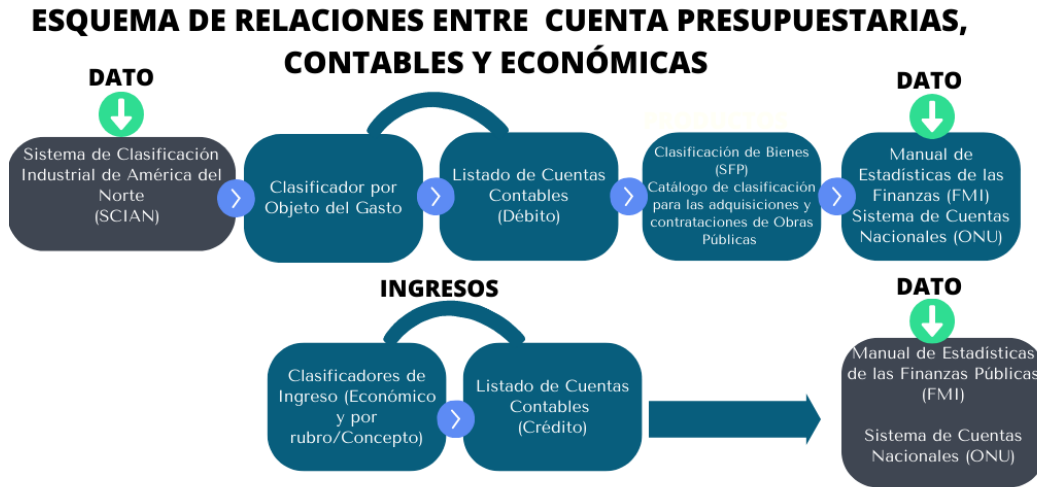 ESQUEMA DE RELACIONES ENTRE CUENTA PRESUPUESTARIAS,
CONTABLES Y ECONÓMICAS
DATO
DATO
Sistema de Clasificación
Industrial de América del
Norte
(SCIAN)
Clasificador por
Objeto del Gasto
Listado de Cuentas
Contables
(Débito)
Clasificación de Bienes
(SFP)
Catálogo de clasificación
para las adquisiciones y
contrataciones de Obras
Públicas
Manual de
Estadísticas de las
Finanzas (FMI)
Sistema de Cuentas
Nacionales (ONU)
INGRESOS
DATO
Clasificadores de
Ingreso (Económico
y por
rubro/Concepto)
Listado de Cuentas
Contables
(Crédito)
Manual de Estadísticas
de las Finanzas Públicas
(FMI)
Sistema de Cuentas
Nacionales (ONU)